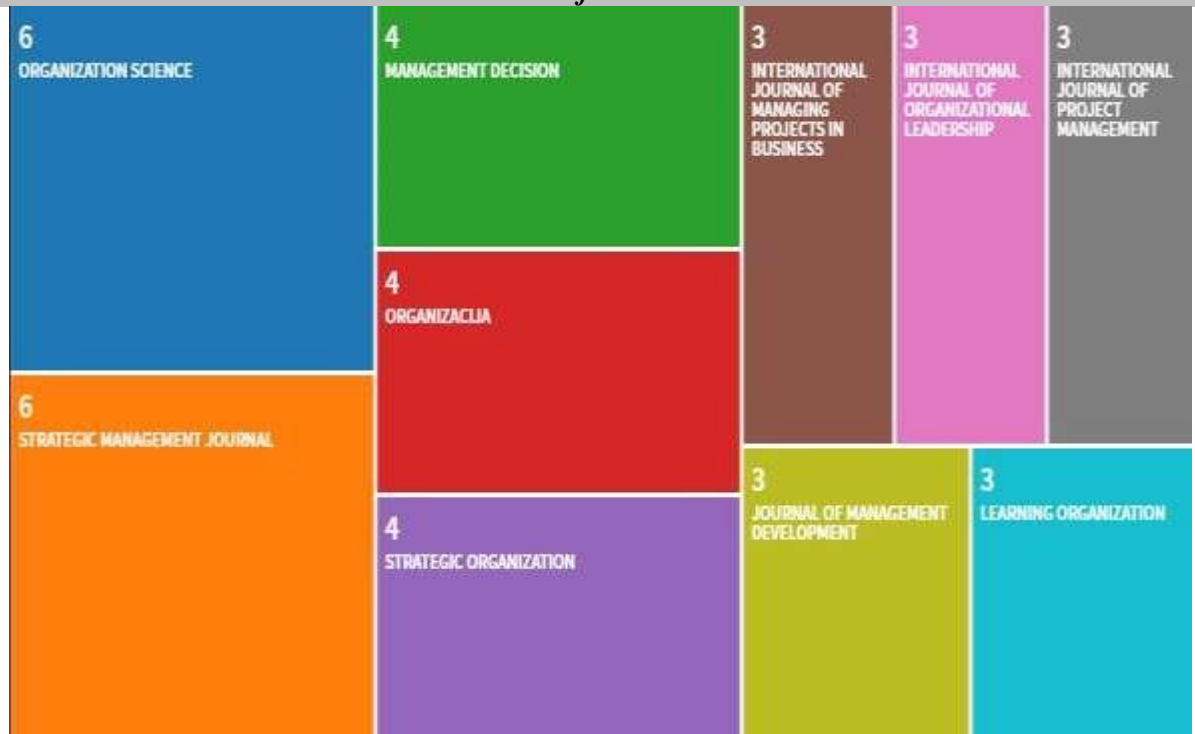 6
ORGANIZATION SCIENCE
4
MANAGEMENT DECISION
3
INTERNATIONAL
JOURNAL OF
MANAGING
PROJECTS IN
BUSINESS
3
INTERNATIONAL
JOURNAL OF
ORGANIZATIONAL
LEADERSHIP
3
INTERNATIONAL
JOURNAL OF
PROJECT
MANAGEMENT
4
ORGANIZACIJA
6
STRATEGIC MANAGEMENT JOURNAL
4
STRATEGIC ORGANIZATION
3
JOURNAL OF MANAGEMENT
DEVELOPMENT
3
LEARNING ORGANIZATION